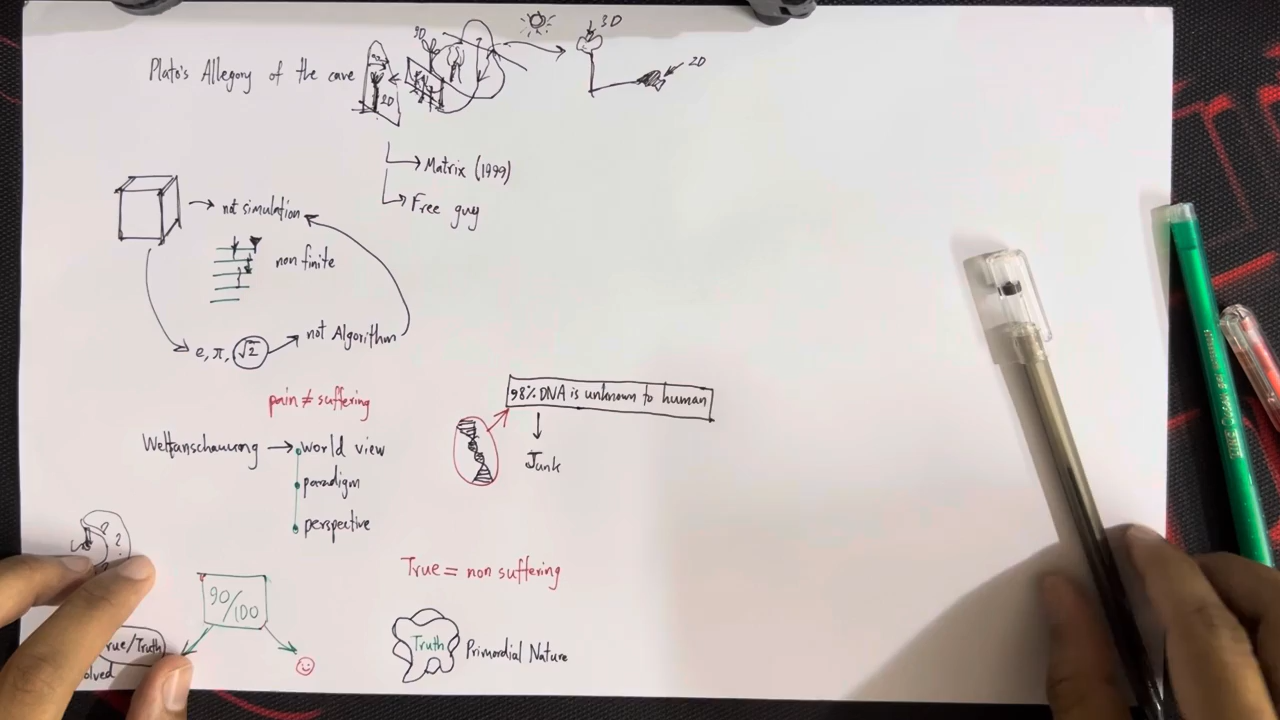 Plato's Allegory of the cave
3D
2D
3D
2D
Matrix (1999)
Free guy
not simulation
non finite
e, π, √2
not Algorithm
pain ≠ suffering
98% DNA is unknown to human
Junk
Weltanschauung
world view
paradigm
perspective
? ?
True = non suffering
90/100
rue/Truth
olved
Truth
Primordial Nature